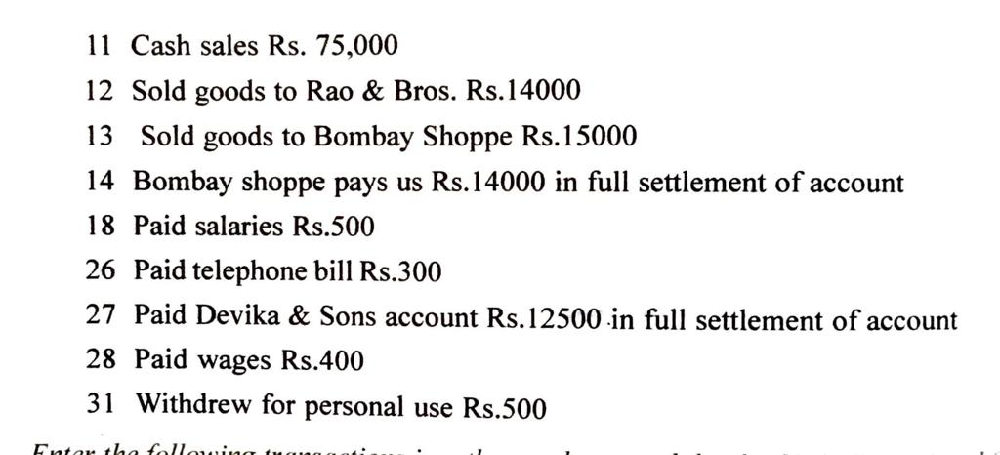 11 Cash sales Rs. 75,000
12 Sold goods to Rao & Bros. Rs.14000
13 Sold goods to Bombay Shoppe Rs.15000
14 Bombay shoppe pays us Rs.14000 in full settlement of account
18 Paid salaries Rs.500
26 Paid telephone bill Rs.300
27 Paid Devika & Sons account Rs.12500 in full settlement of account
28 Paid wages Rs.400
31 Withdrew for personal use Rs.500
Enter the following transactions